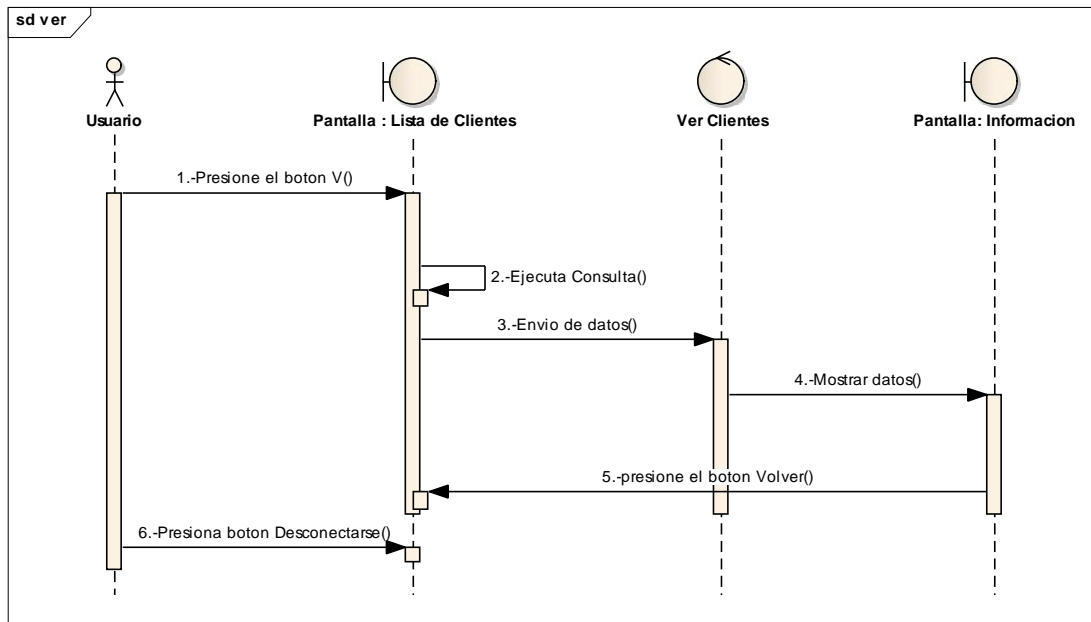 sd ver
Usuario
Pantalla : Lista de Clientes
Ver Clientes
Pantalla: Informacion
1.-Presione el boton V()
2.-Ejecuta Consulta()
3.-Envio de datos()
4.-Mostrar datos()
5.-presione el boton Volver()
6.-Presiona boton Desconectarse()